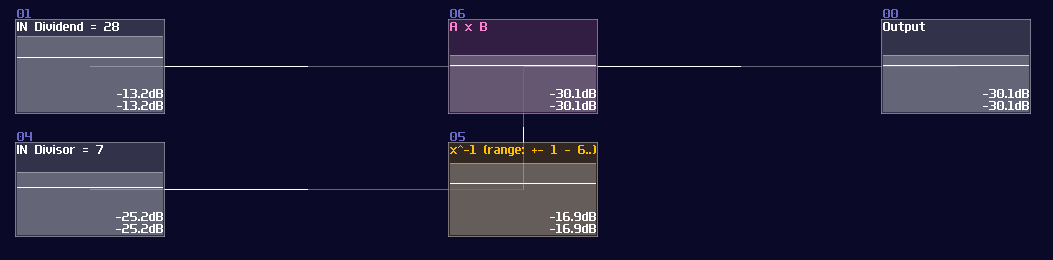 01
IN Dividend = 28
-13.2dB
-13.2dB
06
A x B
-30.1dB
-30.1dB
00
Output
-30.1dB
-30.1dB
04
IN Divisor = 7
-25.2dB
-25.2dB
05
x^-1 (range: +- 1 - 6..)
-16.9dB
-16.9dB